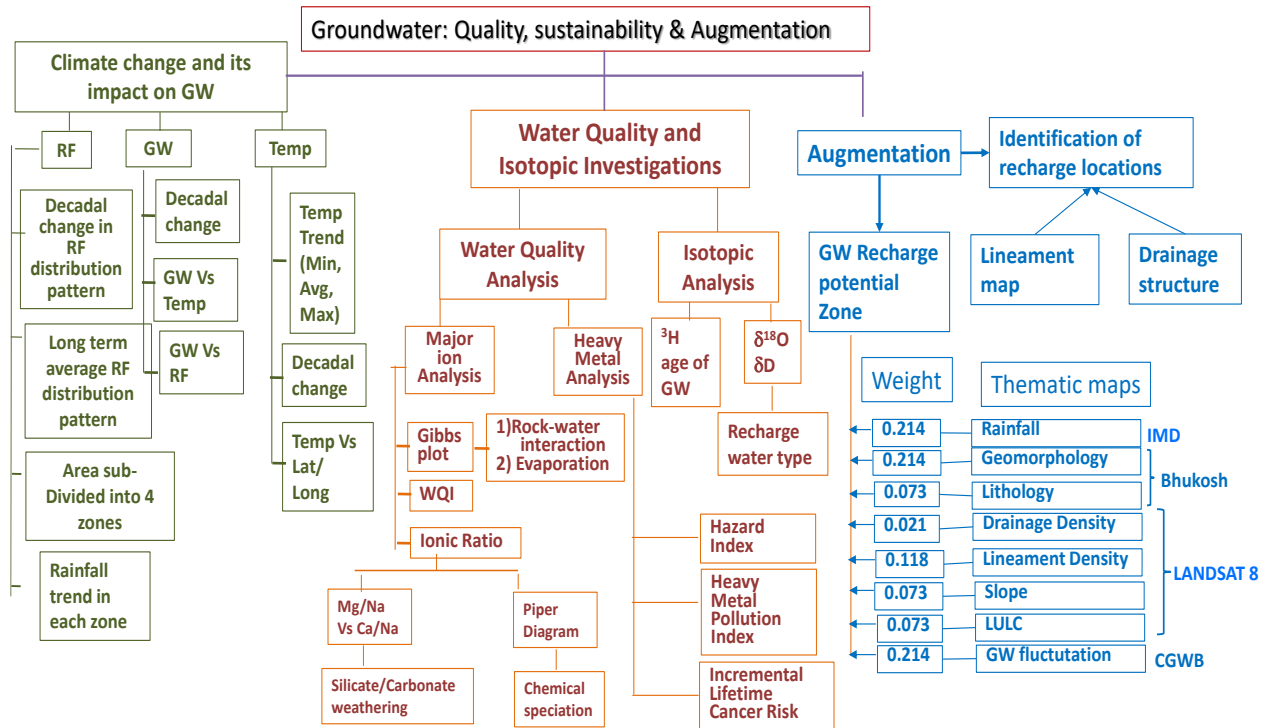 Groundwater: Quality, sustainability & Augmentation
Climate change and its
impact on GW
RF
GW
Temp
Decadal
change in
RF
distribution
pattern
Long term
average RF
distribution
pattern
Area sub-
Divided into 4
zones
Rainfall
trend in
each zone
Decadal
change
GW Vs
Temp
GW Vs
RF
Temp
Trend
(Min,
Avg,
Max)
Decadal
change
Temp Vs
Lat/
Long
Water Quality and
Isotopic Investigations
Water Quality
Analysis
Isotopic
Analysis
Major
ion
Analysis
Heavy
Metal
Analysis
³H
age of
GW
δ¹⁸O
δD
Recharge
water type
Gibbs
plot
1)Rock-water
interaction
2) Evaporation
WQI
Ionic Ratio
Mg/Na
Vs Ca/Na
Piper
Diagram
Silicate/Carbonate
weathering
Chemical
speciation
Hazard
Index
Heavy
Metal
Pollution
Index
Incremental
Lifetime
Cancer Risk
Augmentation
Identification of
recharge locations
Lineament
map
Drainage
structure
GW Recharge
potential
Zone
Weight Thematic maps
0.214 Rainfall IMD
0.214 Geomorphology
0.073 Lithology
Bhukosh
0.021 Drainage Density
0.118 Lineament Density
0.073 Slope
0.073 LULC
LANDSAT 8
0.214 GW fluctutation CGWB